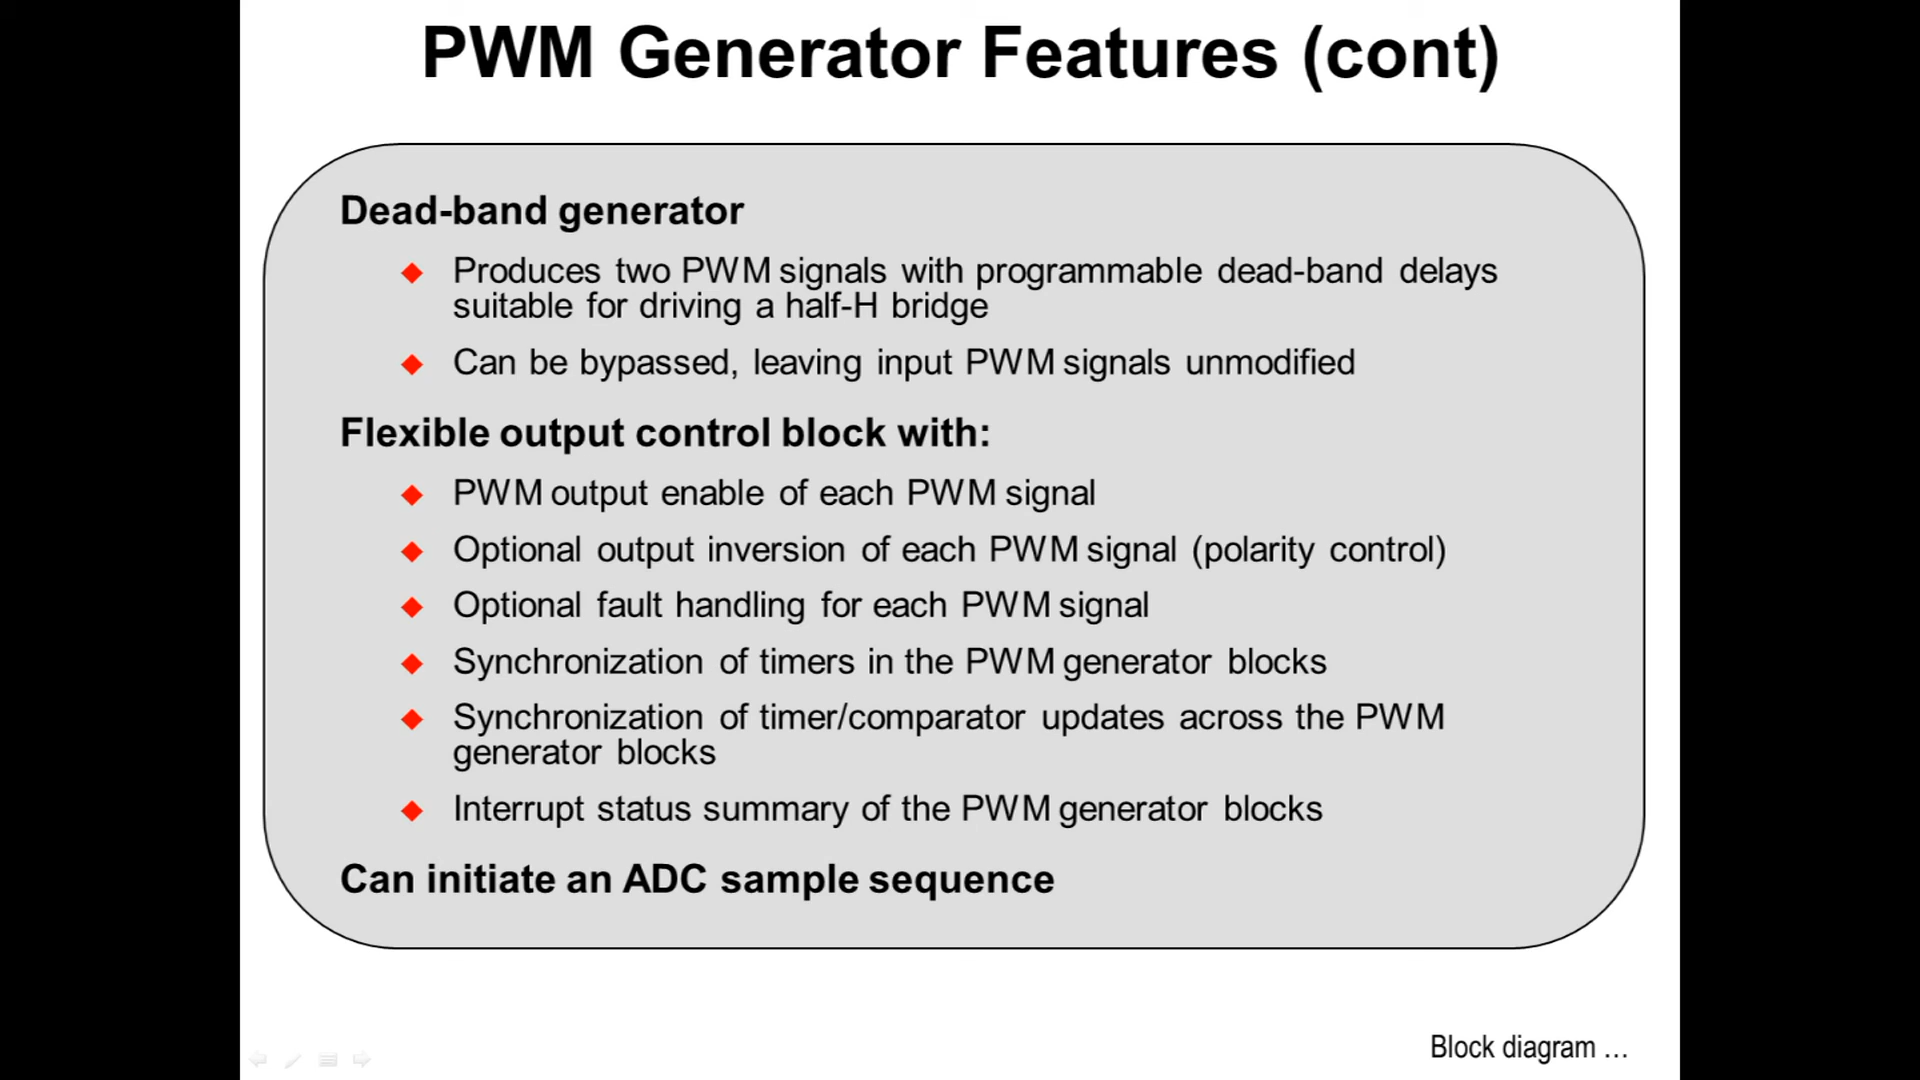 PWM Generator Features (cont)
Dead-band generator
Produces two PWM signals with programmable dead-band delays
suitable for driving a half-H bridge
Can be bypassed, leaving input PWM signals unmodified
Flexible output control block with:
PWM output enable of each PWM signal
Optional output inversion of each PWM signal (polarity control)
Optional fault handling for each PWM signal
Synchronization of timers in the PWM generator blocks
Synchronization of timer/comparator updates across the PWM
generator blocks
Interrupt status summary of the PWM generator blocks
Can initiate an ADC sample sequence
Block diagram …